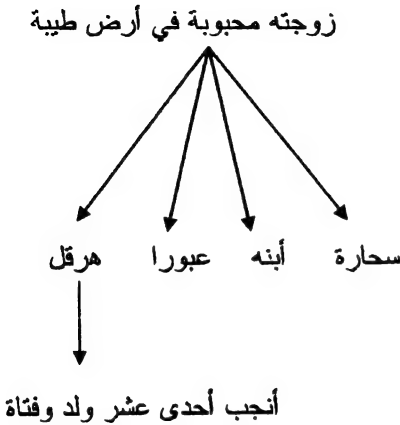 زوجته محبوبة في أرض طيبة
سحارة أبنه عبورا هرقل
أنجب أحدى عشر ولد وفتاة